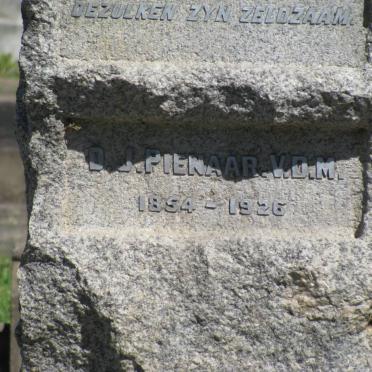 DEZULKEN ZYN ZELDZAAM.
D. J. PIENAAR. V.D.M.
1854 - 1926